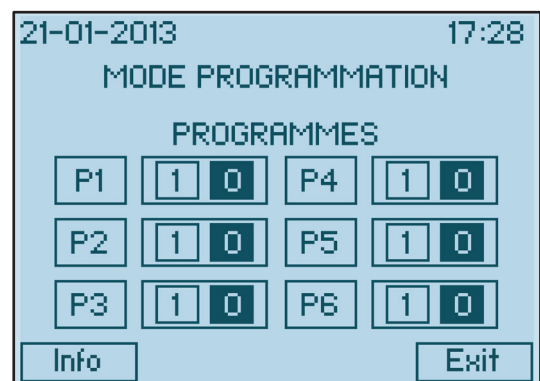 21-01-2013 17:28
MODE PROGRAMMATION
PROGRAMMES
P1 1 0 P4 1 0
P2 1 0 P5 1 0
P3 1 0 P6 1 0
Info Exit